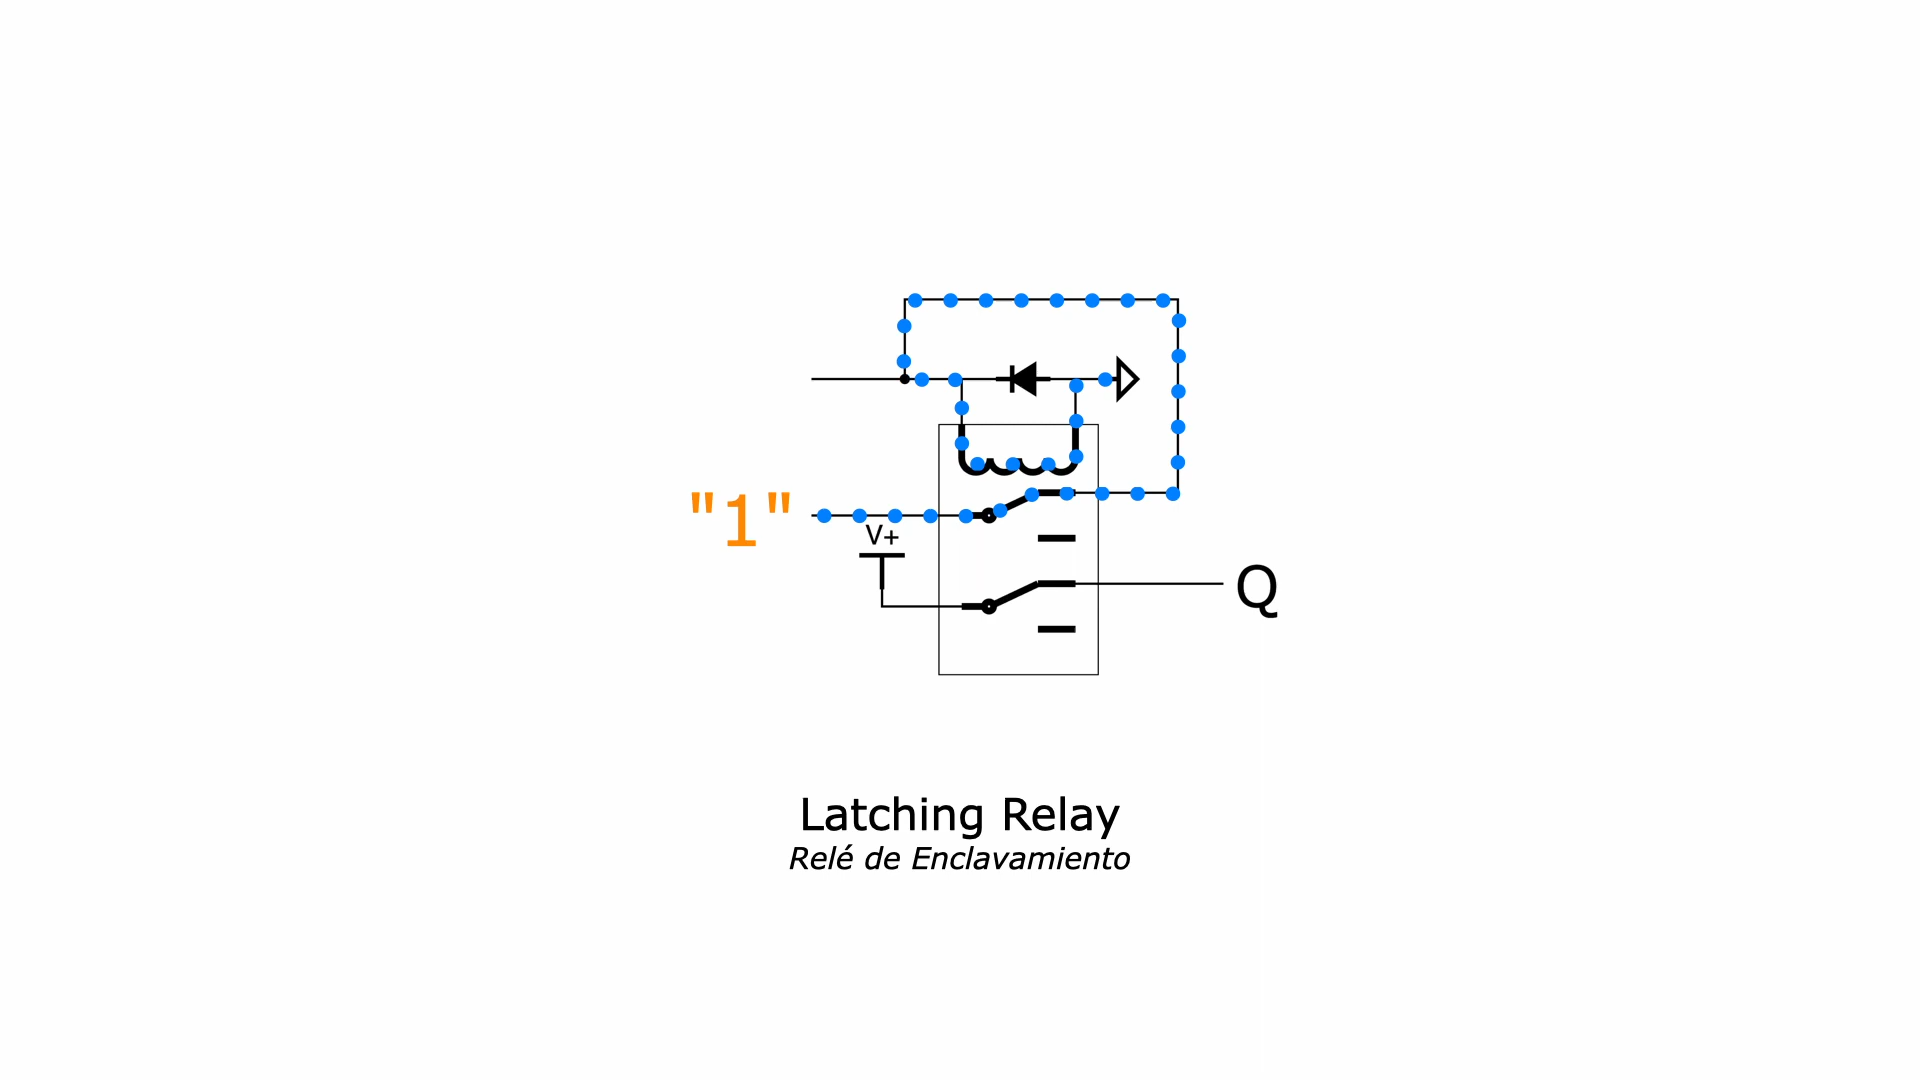 "1"
V+
Q
Latching Relay
Relé de Enclavamiento